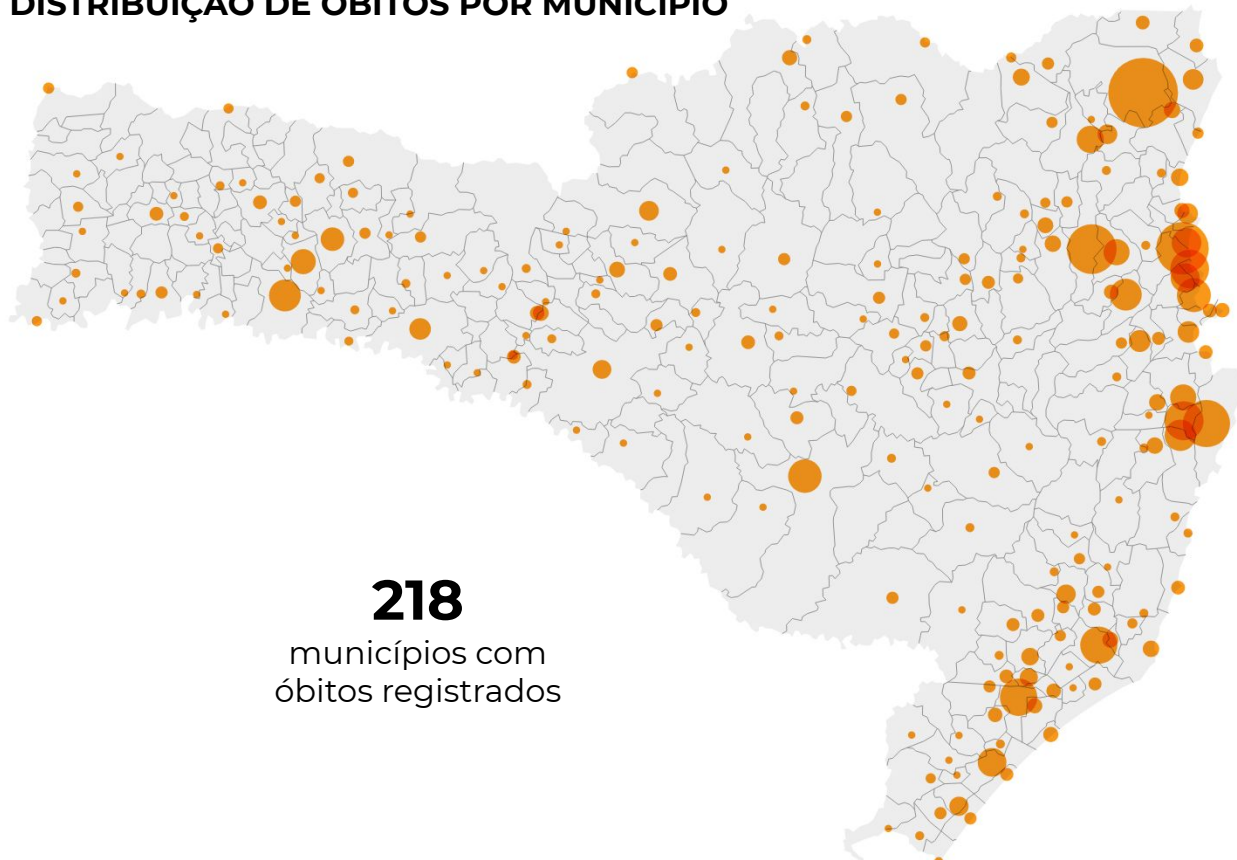 DISTRIBUIÇÃO DE ÓBITOS POR MUNICÍPIO
218
municípios com
óbitos registrados